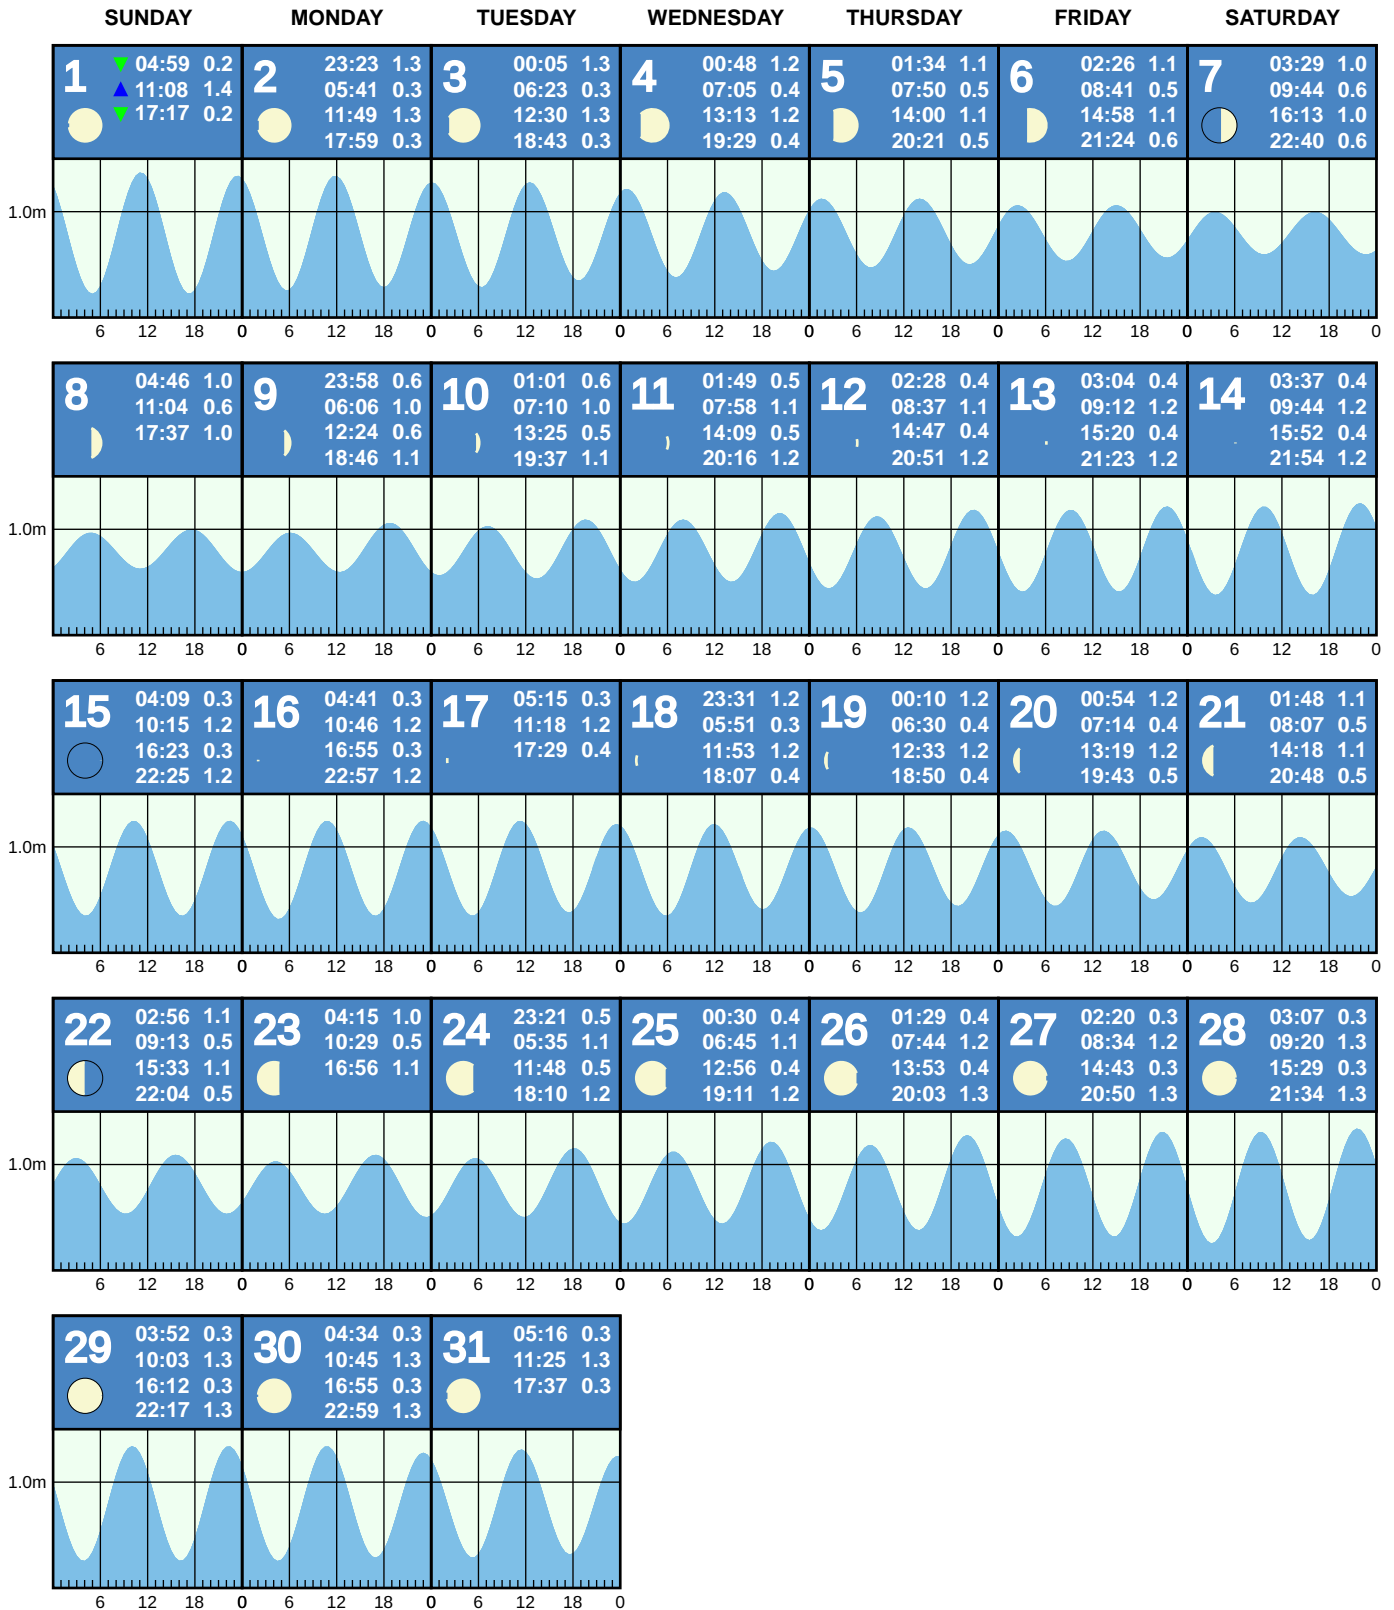 SUNDAY MONDAY TUESDAY WEDNESDAY THURSDAY FRIDAY SATURDAY
1 04:59 0.2
11:08 1.4
17:17 0.2
2 23:23 1.3
05:41 0.3
11:49 1.3
17:59 0.3
3 00:05 1.3
06:23 0.3
12:30 1.3
18:43 0.3
4 00:48 1.2
07:05 0.4
13:13 1.2
19:29 0.4
5 01:34 1.1
07:50 0.5
14:00 1.1
20:21 0.5
6 02:26 1.1
08:41 0.5
14:58 1.1
21:24 0.6
7 03:29 1.0
09:44 0.6
16:13 1.0
22:40 0.6
1.0m
6 12 18 0 6 12 18 0 6 12 18 0 6 12 18 0 6 12 18 0 6 12 18 0 6 12 18 0
8 04:46 1.0
11:04 0.6
17:37 1.0
9 23:58 0.6
06:06 1.0
12:24 0.6
18:46 1.1
10 01:01 0.6
07:10 1.0
13:25 0.5
19:37 1.1
11 01:49 0.5
07:58 1.1
14:09 0.5
20:16 1.2
12 02:28 0.4
08:37 1.1
14:47 0.4
20:51 1.2
13 03:04 0.4
09:12 1.2
15:20 0.4
21:23 1.2
14 03:37 0.4
09:44 1.2
15:52 0.4
21:54 1.2
1.0m
6 12 18 0 6 12 18 0 6 12 18 0 6 12 18 0 6 12 18 0 6 12 18 0 6 12 18 0
15 04:09 0.3
10:15 1.2
16:23 0.3
22:25 1.2
16 04:41 0.3
10:46 1.2
16:55 0.3
22:57 1.2
17 05:15 0.3
11:18 1.2
17:29 0.4
18 23:31 1.2
05:51 0.3
11:53 1.2
18:07 0.4
19 00:10 1.2
06:30 0.4
12:33 1.2
18:50 0.4
20 00:54 1.2
07:14 0.4
13:19 1.2
19:43 0.5
21 01:48 1.1
08:07 0.5
14:18 1.1
20:48 0.5
1.0m
6 12 18 0 6 12 18 0 6 12 18 0 6 12 18 0 6 12 18 0 6 12 18 0 6 12 18 0
22 02:56 1.1
09:13 0.5
15:33 1.1
22:04 0.5
23 04:15 1.0
10:29 0.5
16:56 1.1
24 23:21 0.5
05:35 1.1
11:48 0.5
18:10 1.2
25 00:30 0.4
06:45 1.1
12:56 0.4
19:11 1.2
26 01:29 0.4
07:44 1.2
13:53 0.4
20:03 1.3
27 02:20 0.3
08:34 1.2
14:43 0.3
20:50 1.3
28 03:07 0.3
09:20 1.3
15:29 0.3
21:34 1.3
1.0m
6 12 18 0 6 12 18 0 6 12 18 0 6 12 18 0 6 12 18 0 6 12 18 0 6 12 18 0
29 03:52 0.3
10:03 1.3
16:12 0.3
22:17 1.3
30 04:34 0.3
10:45 1.3
16:55 0.3
22:59 1.3
31 05:16 0.3
11:25 1.3
17:37 0.3
1.0m
6 12 18 0 6 12 18 0 6 12 18 0